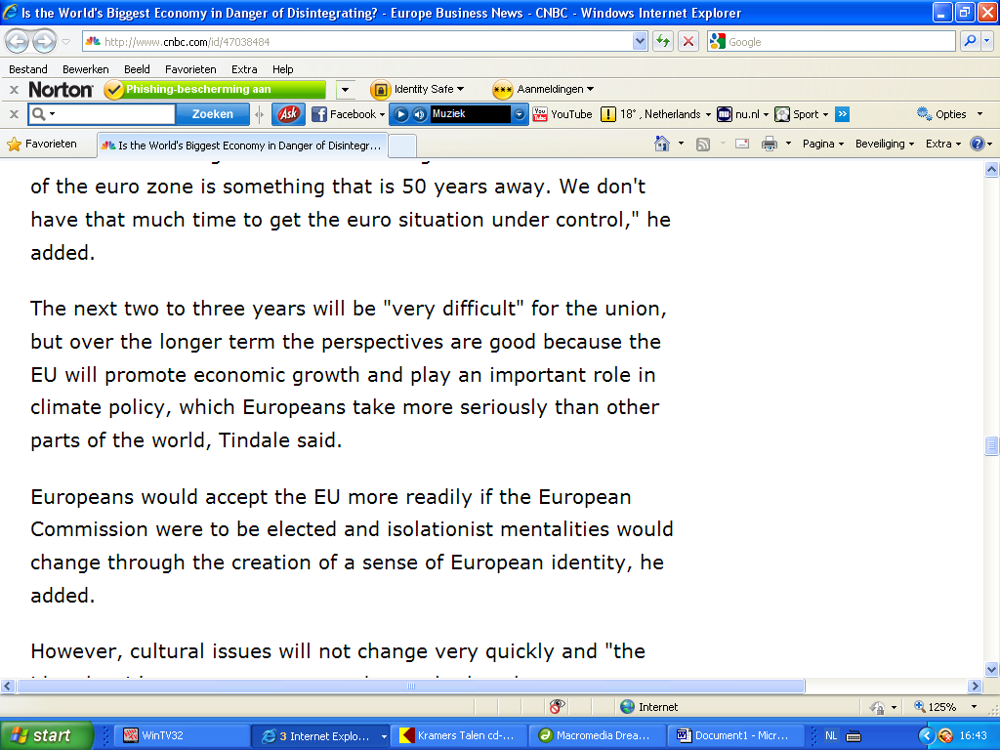 Is the World's Biggest Economy in Danger of Disintegrating? - Europe Business News - CNBC - Windows Internet Explorer
http://www.cnbc.com/id/47038484 Google
Bestand Bewerken Beeld Favorieten Extra Help
x Norton Phishing-bescherming aan Identity Safe Aanmeldingen
x Zoeken Ask Facebook Muziek You Tube YouTube 18° , Netherlands nu.nl Sport » Opties
Favorieten Is the World's Biggest Economy in Danger of Disintegr... Pagina Beveiliging Extra
of the euro zone is something that is 50 years away. We don't
have that much time to get the euro situation under control," he
added.
The next two to three years will be "very difficult" for the union,
but over the longer term the perspectives are good because the
EU will promote economic growth and play an important role in
climate policy, which Europeans take more seriously than other
parts of the world, Tindale said.
Europeans would accept the EU more readily if the European
Commission were to be elected and isolationist mentalities would
change through the creation of a sense of European identity, he
added.
However, cultural issues will not change very quickly and "the
Internet 125%
start WinTV32 3 Internet Explo... Kramers Talen cd-... Macromedia Drea... Document1 - Micr... NL 16:43